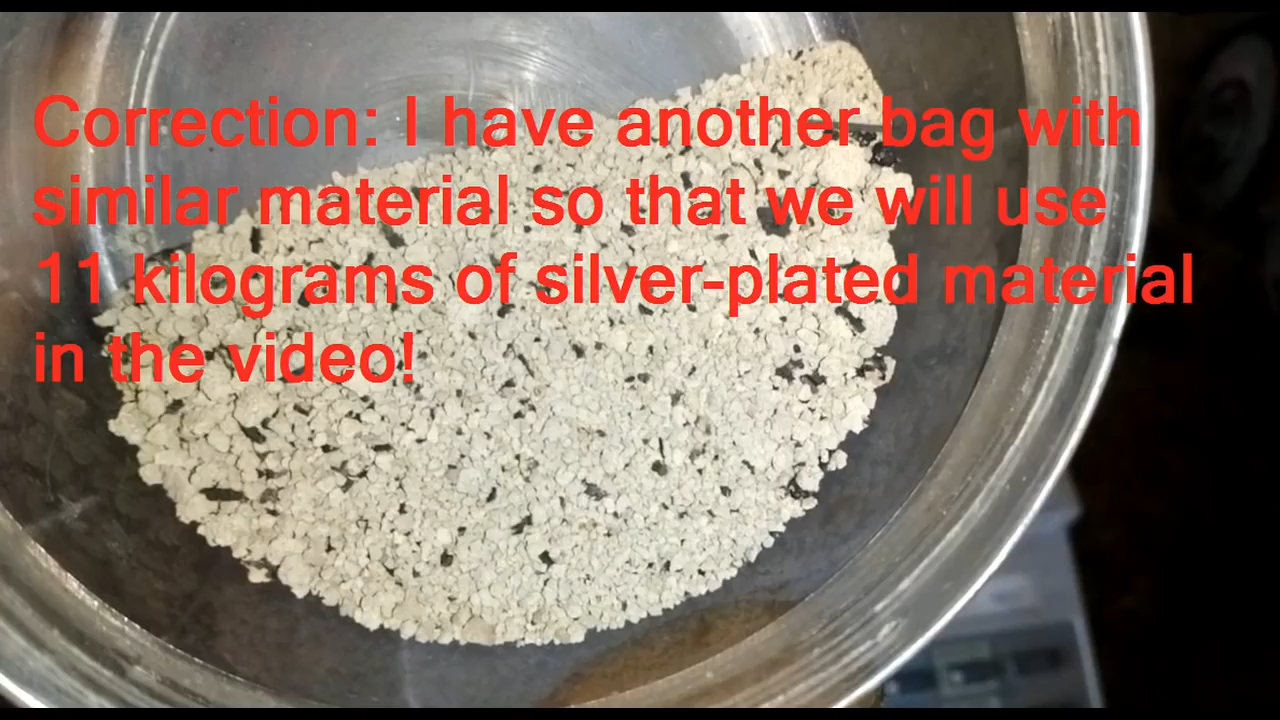 Correction: I have another bag with
similar material so that we will use
11 kilograms of silver-plated material
in the video!